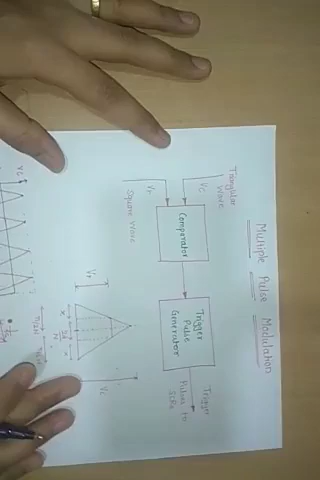 Multiple Pulse Modulation
Triangular
Wave
Vc
Vr
Square Wave
Comparator
Trigger
Pulse
Generator
Trigger
Pulses to
SCRs
Vr
Vc
Vc